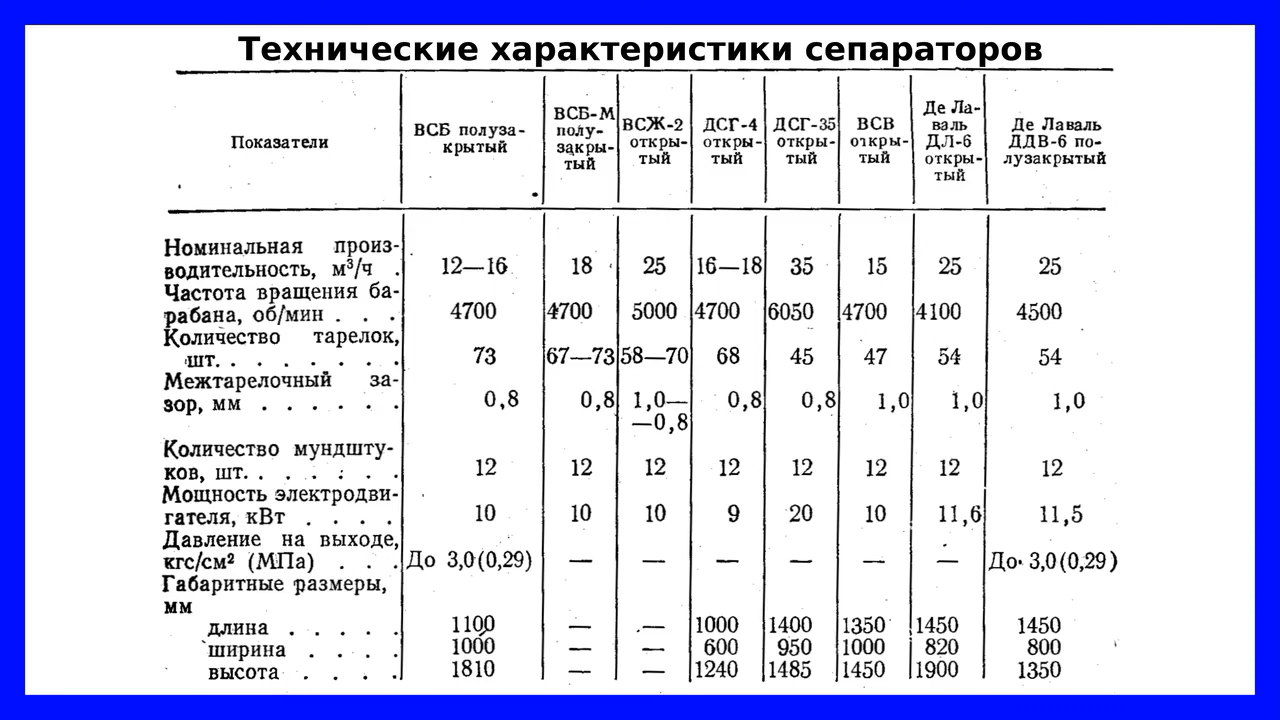 Технические характеристики сепараторов
Показатели
ВСБ полуза-
крытый
ВСБ-М
полу-
закры-
тый
ВСЖ-2
откры-
тый
ДСГ-4
откры-
тый
ДСГ-35
откры-
тый
ВСВ
откры-
тый
Де Ла-
валь
ДЛ-6
откры-
тый
Де Лаваль
ДДВ-6 по-
лузакрытый
Номинальная произ-
водительность, м³/ч . 12—16 18 25 16—18 35 15 25 25
Частота вращения ба-
рабана, об/мин . . . 4700 4700 5000 4700 6050 4700 4100 4500
Количество тарелок,
шт. . . . . . . . 73 67—73 58—70 68 45 47 54 54
Межтарелочный за-
зор, мм . . . . . . 0,8 0,8 1,0— 0,8 0,8 1,0 1,0 1,0
—0,8
Количество мундшту-
ков, шт. . . . . . . 12 12 12 12 12 12 12 12
Мощность электродви-
гателя, кВт . . . . 10 10 10 9 20 10 11,6 11,5
Давление на выходе,
кгс/см² (МПа) . . . До 3,0 (0,29) — — — — — — До 3,0 (0,29)
Габаритные размеры,
мм
длина . . . . . 1100 — — 1000 1400 1350 1450 1450
ширина . . . . 1000 — — 600 950 1000 820 800
высота . . . . 1810 — — 1240 1485 1450 1900 1350